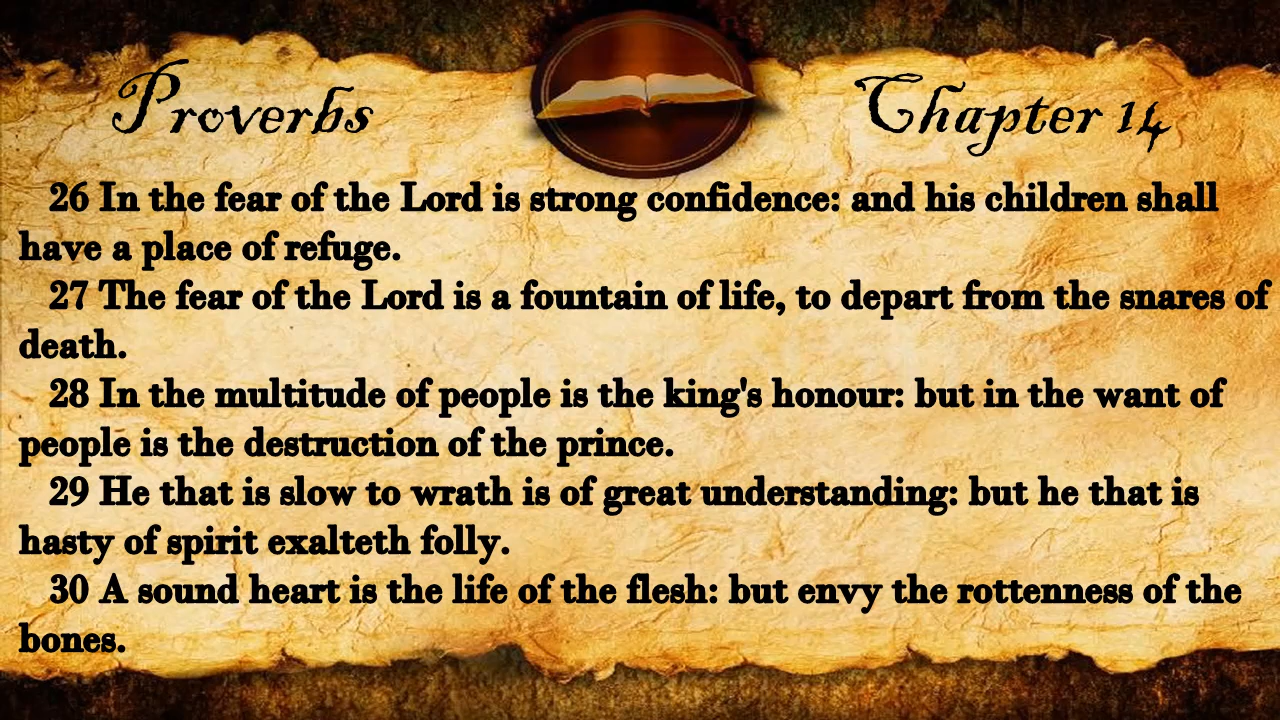 Proverbs Chapter 14
26 In the fear of the Lord is strong confidence: and his children shall
have a place of refuge.
27 The fear of the Lord is a fountain of life, to depart from the snares of
death.
28 In the multitude of people is the king's honour: but in the want of
people is the destruction of the prince.
29 He that is slow to wrath is of great understanding: but he that is
hasty of spirit exalteth folly.
30 A sound heart is the life of the flesh: but envy the rottenness of the
bones.